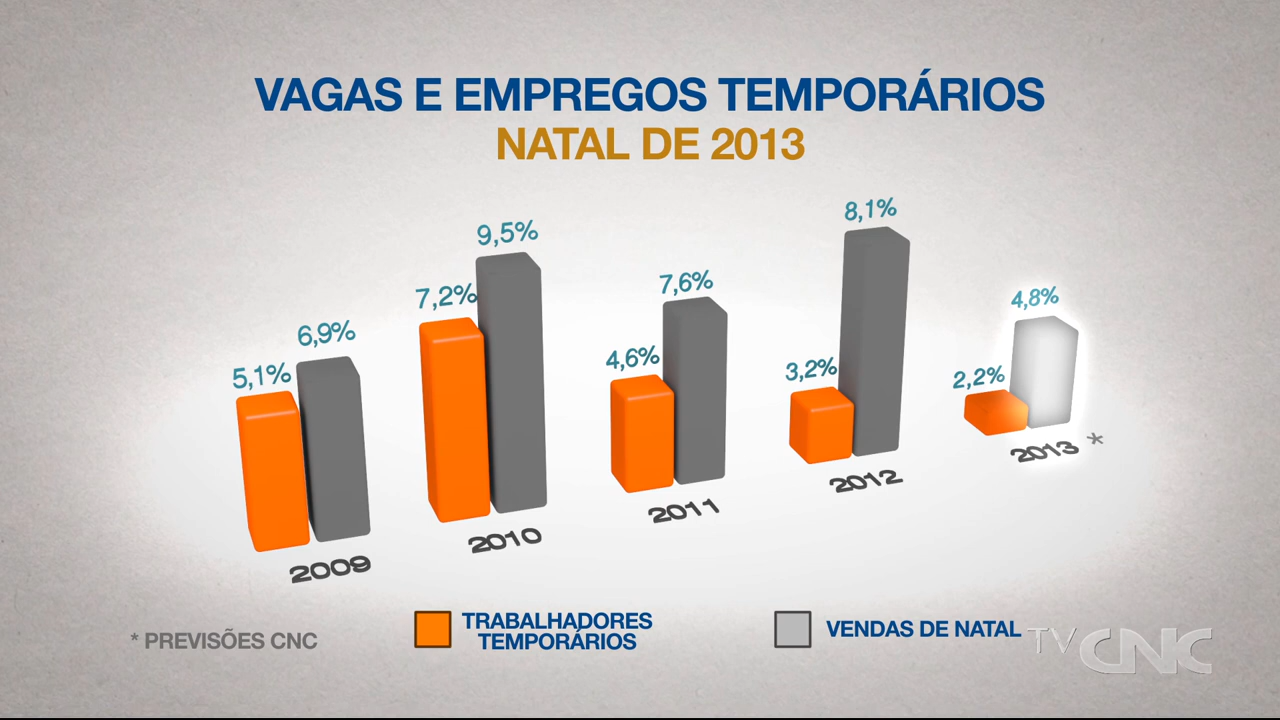 VAGAS E EMPREGOS TEMPORÁRIOS
NATAL DE 2013
5,1%
6,9%
2009
7,2%
9,5%
2010
4,6%
7,6%
2011
3,2%
8,1%
2012
2,2%
4,8%
2013 *
* PREVISÕES CNC
TRABALHADORES
TEMPORÁRIOS
VENDAS DE NATAL
TV CNC